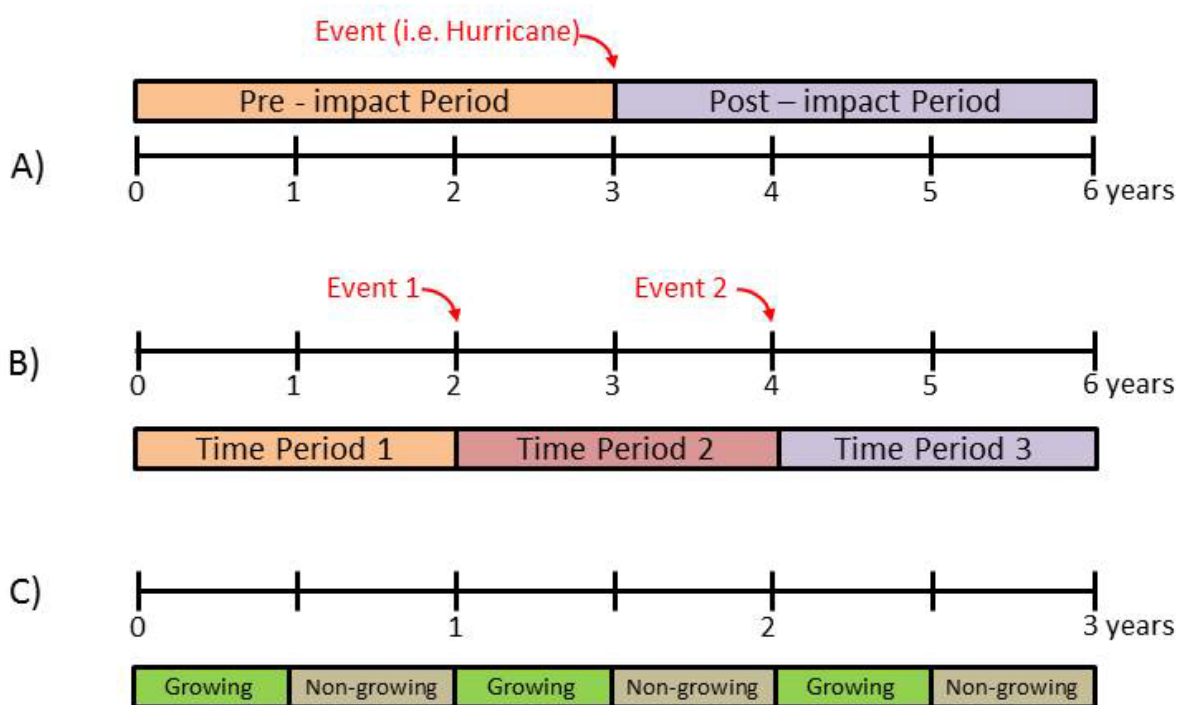 Event (i.e. Hurricane)
Pre - impact Period Post – impact Period
A)
0 1 2 3 4 5 6 years
Event 1 Event 2
B)
0 1 2 3 4 5 6 years
Time Period 1 Time Period 2 Time Period 3
C)
0 1 2 3 years
Growing Non-growing Growing Non-growing Growing Non-growing